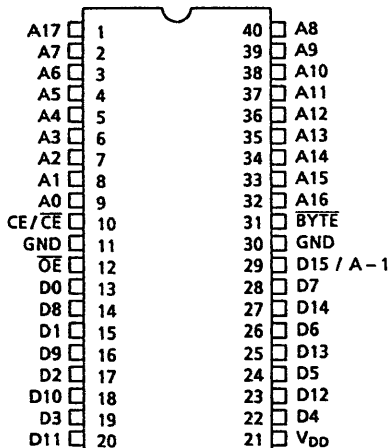 A17 1 40 A8
A7 2 39 A9
A6 3 38 A10
A5 4 37 A11
A4 5 36 A12
A3 6 35 A13
A2 7 34 A14
A1 8 33 A15
A0 9 32 A16
CE/C̅E̅ 10 31 B̅Y̅T̅E̅
GND 11 30 GND
O̅E̅ 12 29 D15 / A – 1
D0 13 28 D7
D8 14 27 D14
D1 15 26 D6
D9 16 25 D13
D2 17 24 D5
D10 18 23 D12
D3 19 22 D4
D11 20 21 VDD